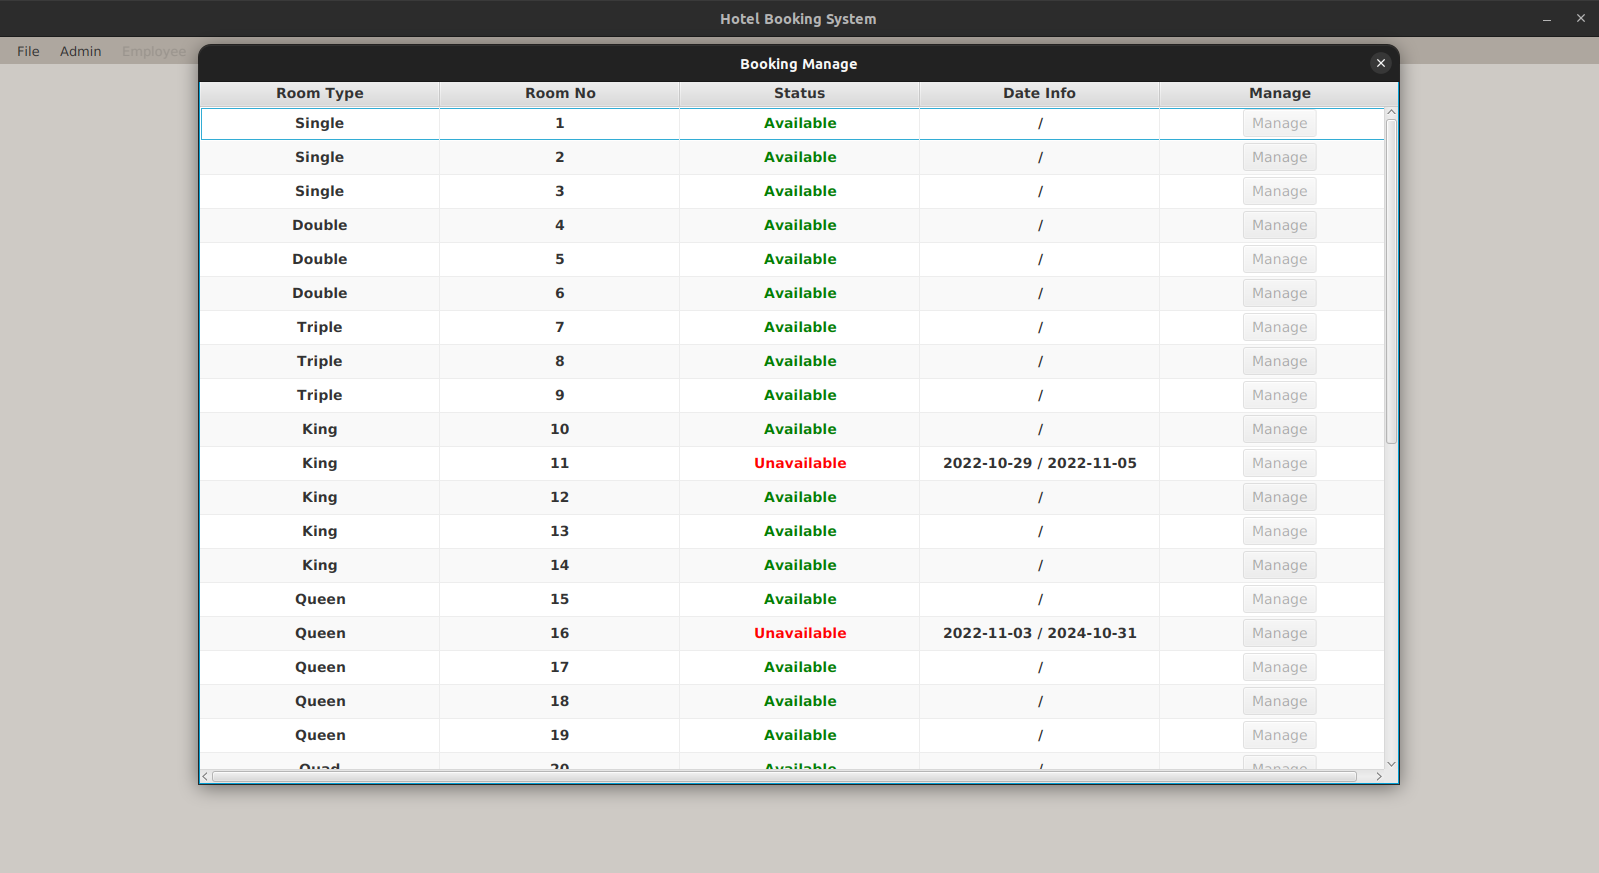 Hotel Booking System
File Admin Employee
Booking Manage
Room Type Room No Status Date Info Manage
Single 1 Available / Manage
Single 2 Available / Manage
Single 3 Available / Manage
Double 4 Available / Manage
Double 5 Available / Manage
Double 6 Available / Manage
Triple 7 Available / Manage
Triple 8 Available / Manage
Triple 9 Available / Manage
King 10 Available / Manage
King 11 Unavailable 2022-10-29 / 2022-11-05 Manage
King 12 Available / Manage
King 13 Available / Manage
King 14 Available / Manage
Queen 15 Available / Manage
Queen 16 Unavailable 2022-11-03 / 2024-10-31 Manage
Queen 17 Available / Manage
Queen 18 Available / Manage
Queen 19 Available / Manage
Quad 20 Available / Manage